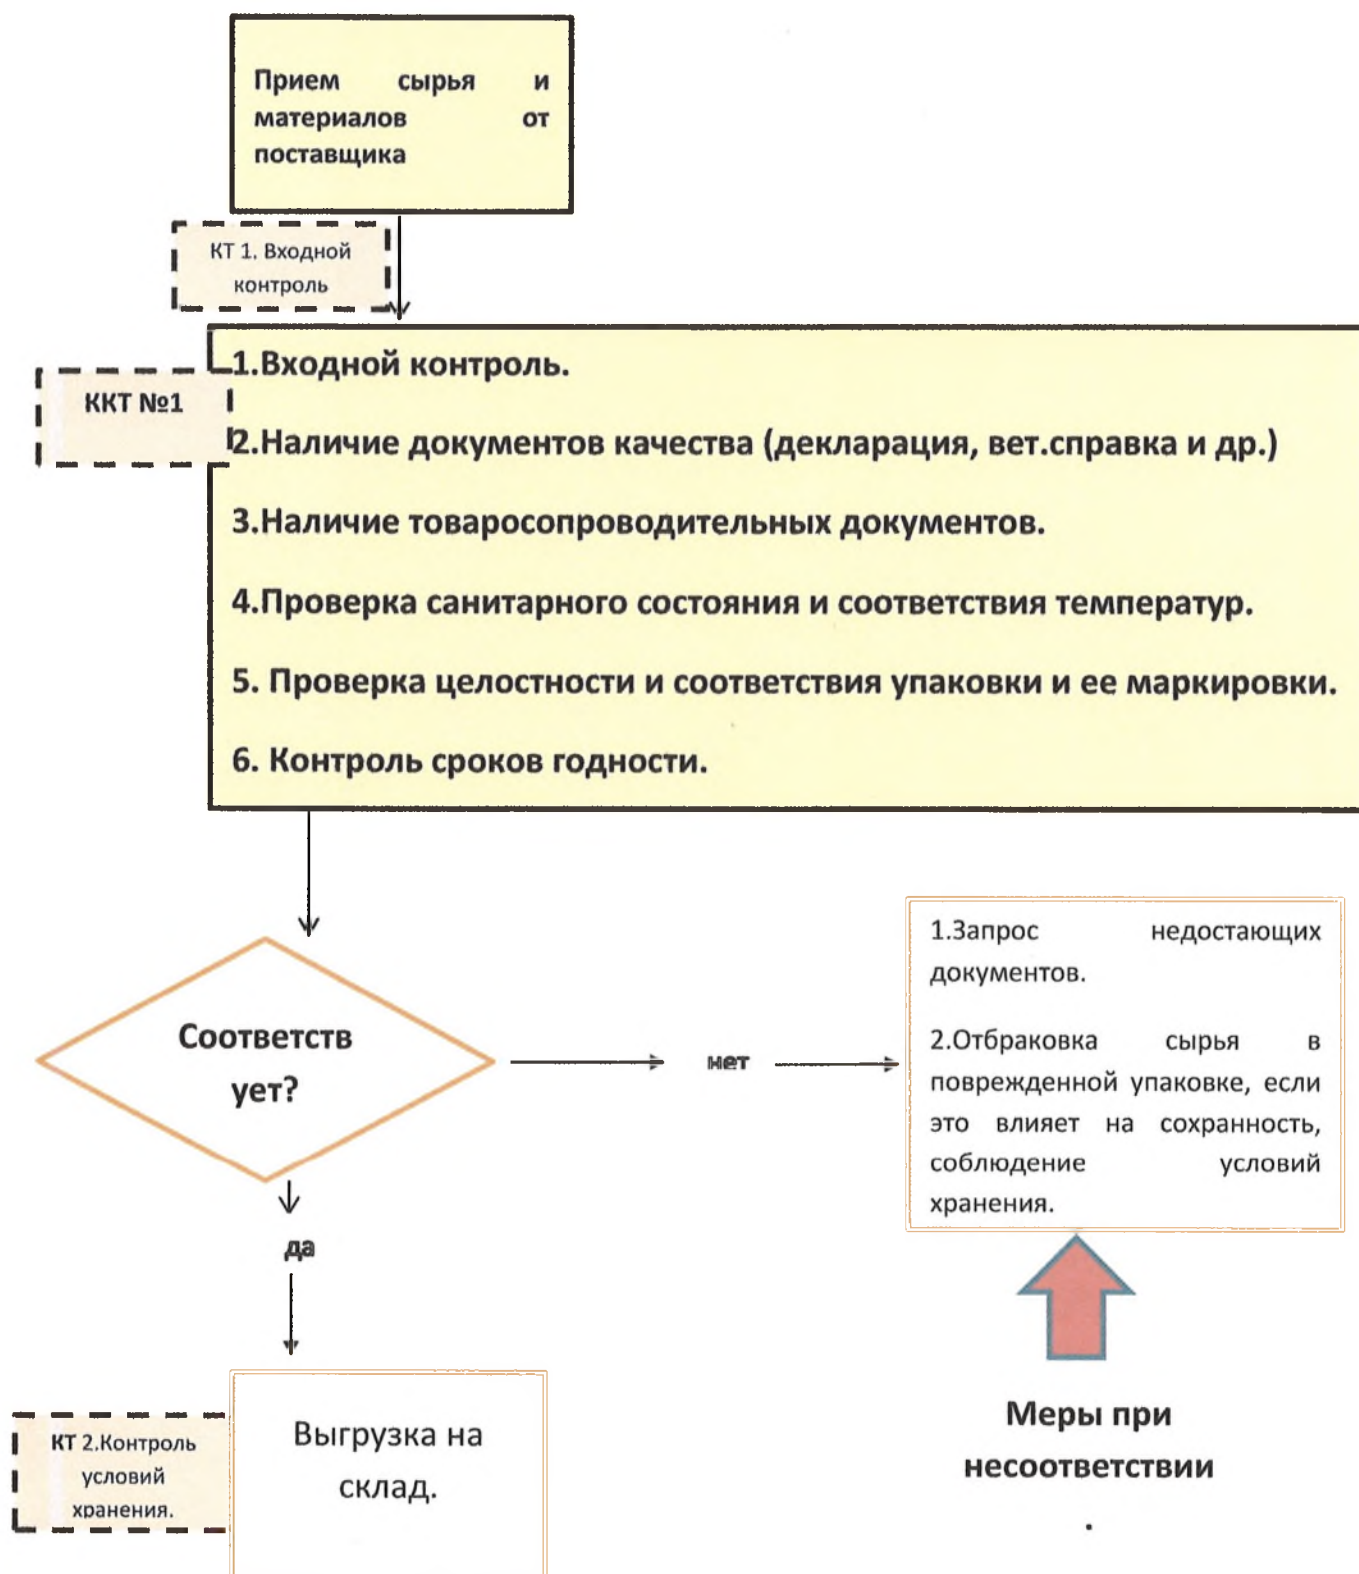 Прием сырья и
материалов от
поставщика
КТ 1. Входной
контроль
ККТ №1
1.Входной контроль.
2.Наличие документов качества (декларация, вет.справка и др.)
3.Наличие товаросопроводительных документов.
4.Проверка санитарного состояния и соответствия температур.
5. Проверка целостности и соответствия упаковки и ее маркировки.
6. Контроль сроков годности.
Соответств
ует?
нет
1.Запрос недостающих
документов.
2.Отбраковка сырья в
поврежденной упаковке, если
это влияет на сохранность,
соблюдение условий
хранения.
да
Выгрузка на
склад.
КТ 2.Контроль
условий
хранения.
Меры при
несоответствии
.